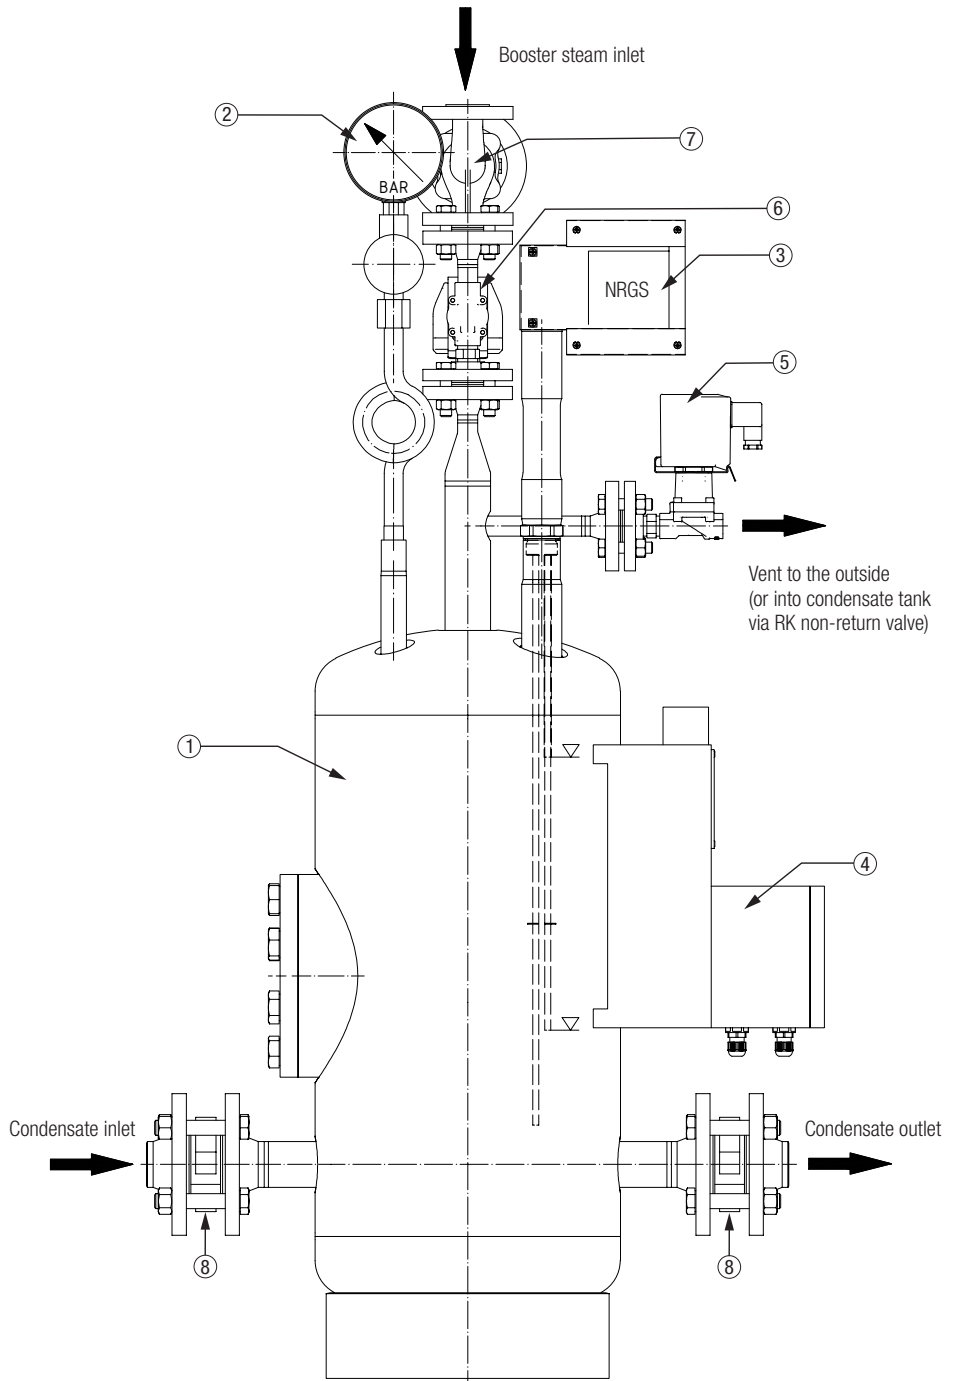 Booster steam inlet
2
7
BAR
6
3
NRGS
5
Vent to the outside
(or into condensate tank
via RK non-return valve)
1
4
Condensate inlet
Condensate outlet
8
8